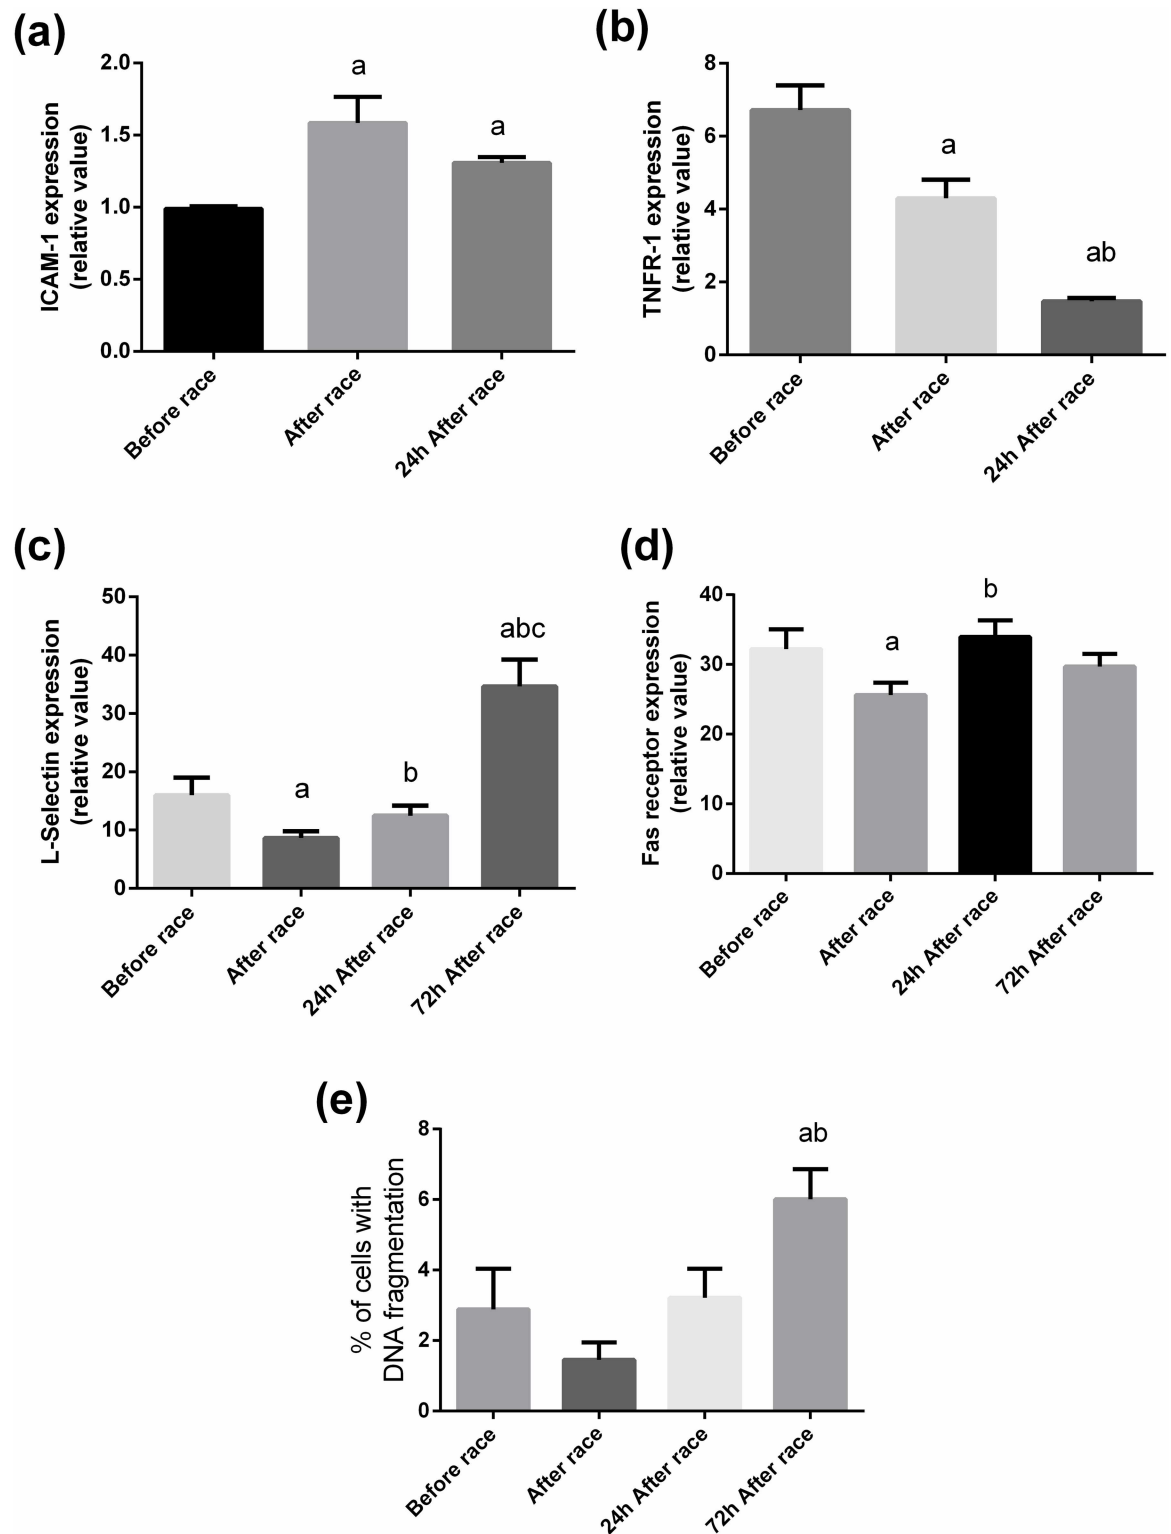 (a)
ICAM-1 expression
(relative value)
2.0
1.5
1.0
0.5
0.0
a
a
Before race
After race
24h After race
(b)
TNFR-1 expression
(relative value)
8
6
4
2
0
a
ab
Before race
After race
24h After race
(c)
L-Selectin expression
(relative value)
50
40
30
20
10
0
a
b
abc
Before race
After race
24h After race
72h After race
(d)
Fas receptor expression
(relative value)
40
30
20
10
0
a
b
Before race
After race
24h After race
72h After race
(e)
% of cells with
DNA fragmentation
8
6
4
2
0
ab
Before race
After race
24h After race
72h After race